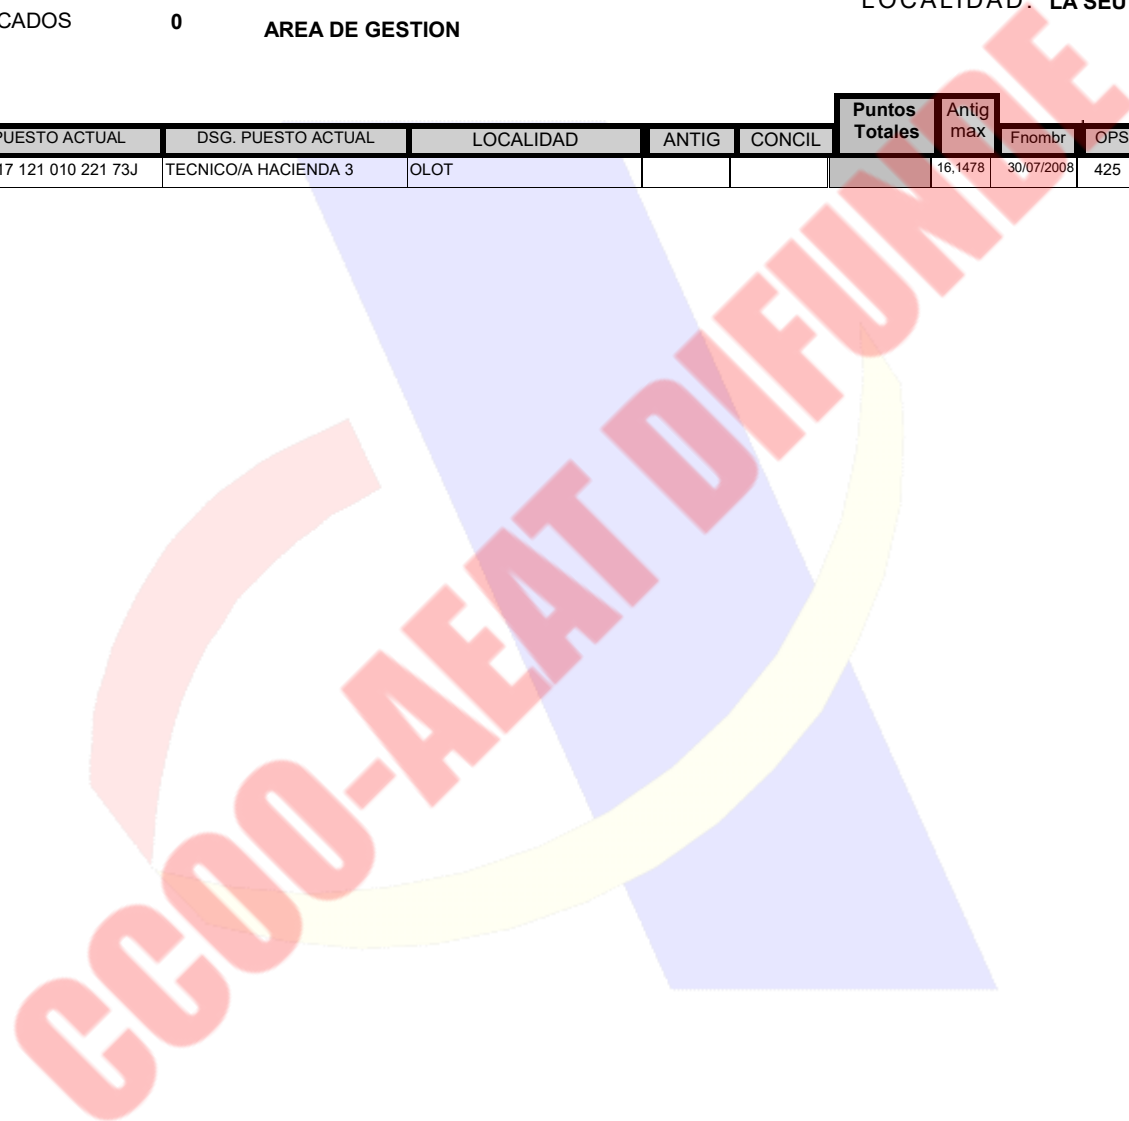 LOCALIDAD: LA SEU
CADOS 0 AREA DE GESTION
PUESTO ACTUAL DSG. PUESTO ACTUAL LOCALIDAD ANTIG CONCIL Puntos Totales Antig max Fnombr OPS
17 121 010 221 73J TECNICO/A HACIENDA 3 OLOT 16,1478 30/07/2008 425
CCOO-AEAT DIFUNDE